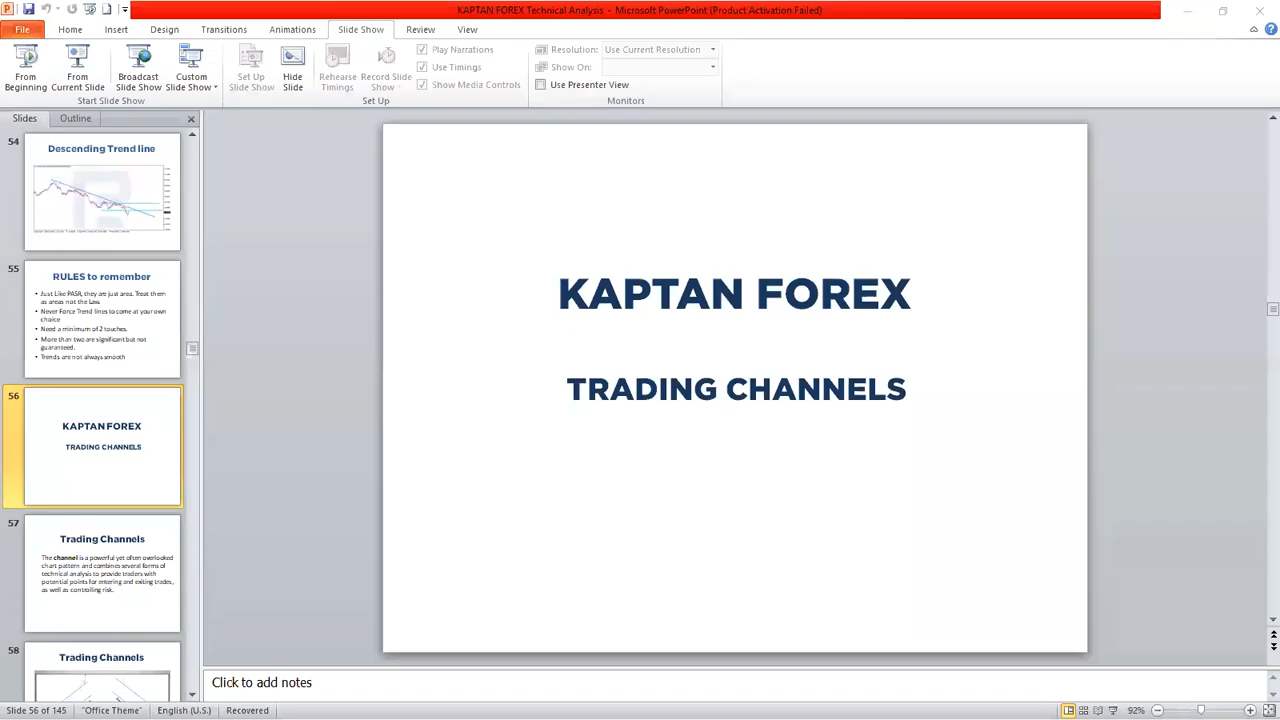 KAPTAN FOREX Technical Analysis - Microsoft PowerPoint (Product Activation Failed)
File Home Insert Design Transitions Animations Slide Show Review View
From Beginning
From Current Slide
Broadcast Slide Show
Custom Slide Show
Start Slide Show
Set Up Slide Show
Hide Slide
Rehearse Timings
Record Slide Show
Play Narrations
Use Timings
Show Media Controls
Set Up
Resolution: Use Current Resolution
Show On:
Use Presenter View
Monitors
Slides Outline
54
Descending Trend line
55
RULES to remember
• Just Like PASR, they are just area. Treat them
as areas not the Law.
• Never Force Trend lines to come at your own
choice
• Need a minimum of 2 touches.
• More than two are significant but not
guaranteed.
• Trends are not always smooth
56
KAPTAN FOREX
TRADING CHANNELS
57
Trading Channels
The channel is a powerful yet often overlooked
chart pattern and combines several forms of
technical analysis to provide traders with
potential points for entering and exiting trades,
as well as controlling risk.
58
Trading Channels
KAPTAN FOREX
TRADING CHANNELS
Click to add notes
Slide 56 of 145 "Office Theme" English (U.S.) Recovered 92%